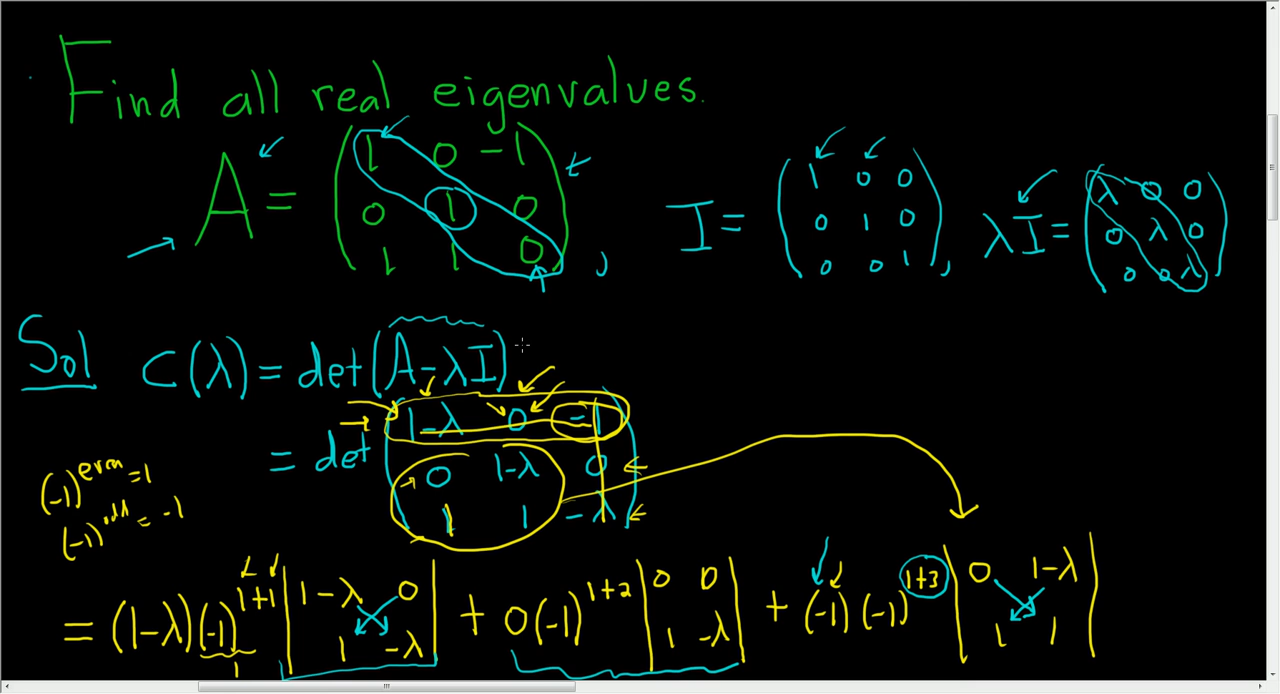 Find all real eigenvalues.
A = ( 1 0 -1
0 1 0
1 1 0 ) ,
I = ( 1 0 0
0 1 0
0 0 1 ) ,
λI = ( λ 0 0
0 λ 0
0 0 λ )
Sol C(λ) = det(A - λI)
= det ( 1-λ 0 -1
0 1-λ 0
1 1 -λ )
(-1)^even = 1
(-1)^odd = -1
= (1-λ)(-1)^1+1 | 1-λ 0 | + 0(-1)^1+2 | 0 0 | + (-1)(-1)^1+3 | 0 1-λ |
| 1 -λ | | 1 -λ | | 1 1 |
1